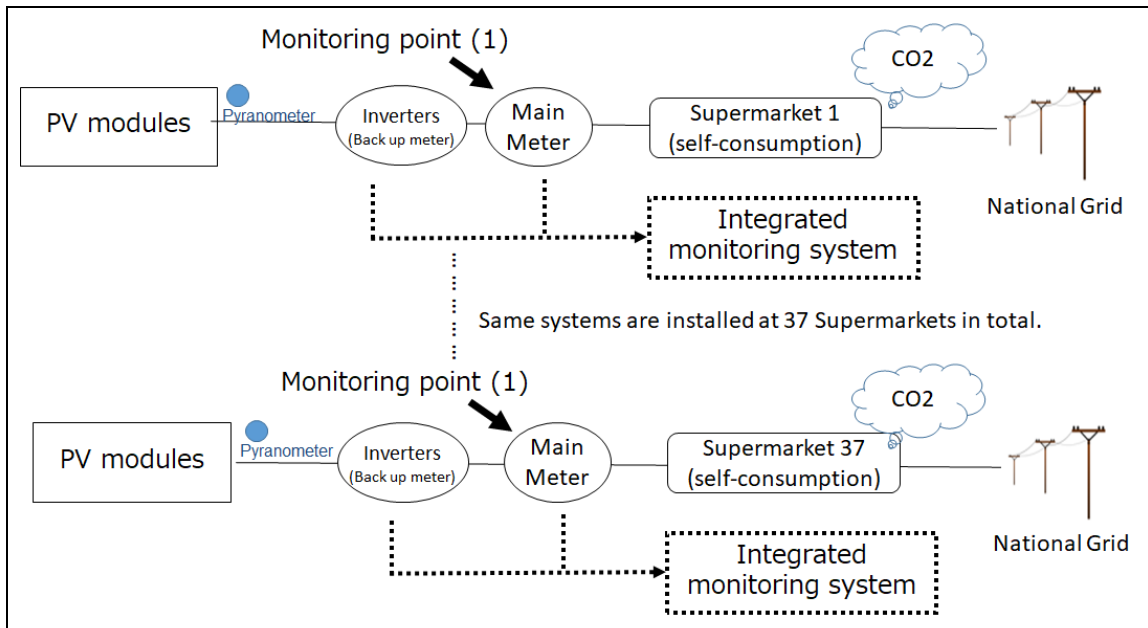 Monitoring point (1)
CO2
PV modules
Pyranometer
Inverters
(Back up meter)
Main
Meter
Supermarket 1
(self-consumption)
National Grid
Integrated
monitoring system
Same systems are installed at 37 Supermarkets in total.
Monitoring point (1)
CO2
PV modules
Pyranometer
Inverters
(Back up meter)
Main
Meter
Supermarket 37
(self-consumption)
National Grid
Integrated
monitoring system